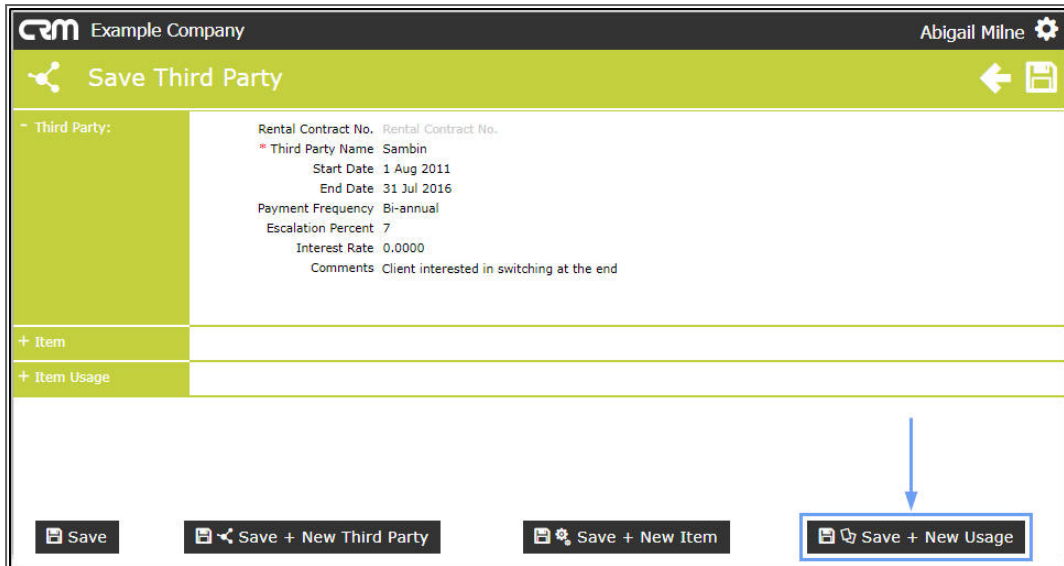 CRM Example Company Abigail Milne
Save Third Party
- Third Party:
Rental Contract No. Rental Contract No.
* Third Party Name Sambin
Start Date 1 Aug 2011
End Date 31 Jul 2016
Payment Frequency Bi-annual
Escalation Percent 7
Interest Rate 0.0000
Comments Client interested in switching at the end
+ Item
+ Item Usage
Save Save + New Third Party Save + New Item Save + New Usage